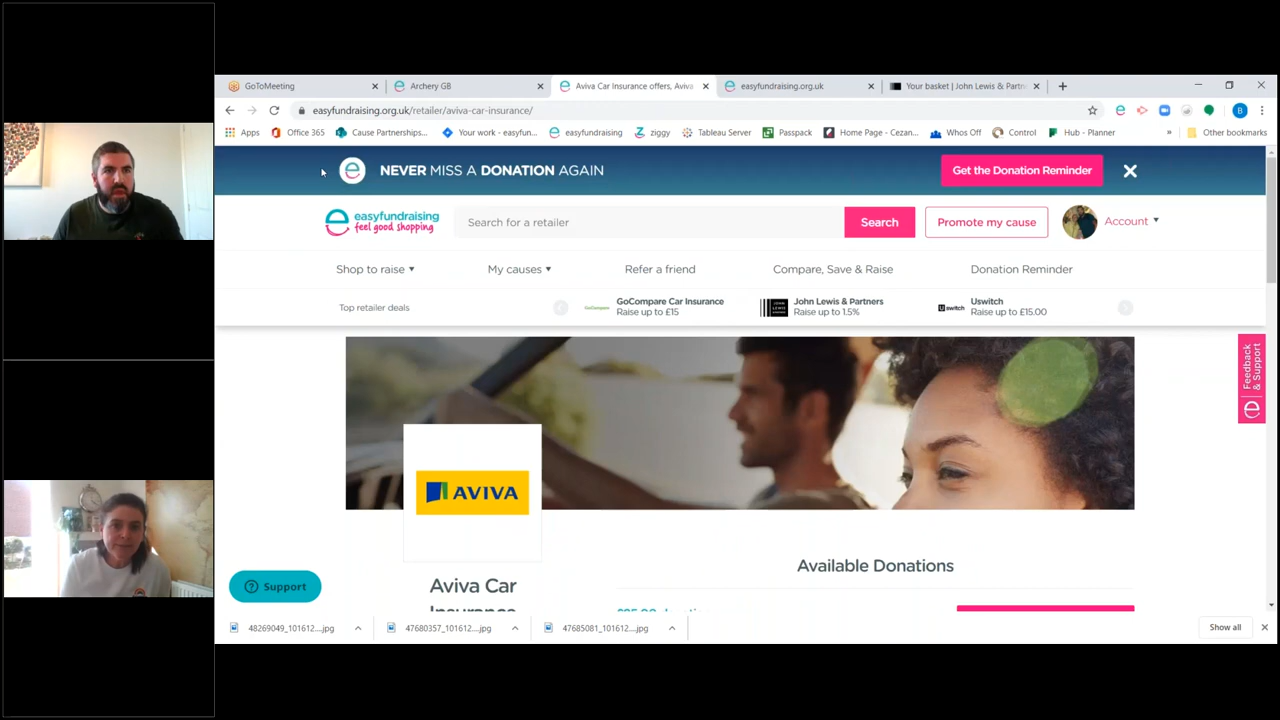 GoToMeeting
Archery GB
Aviva Car Insurance offers, Aviva
easyfundraising.org.uk
Your basket | John Lewis & Partn
easyfundraising.org.uk/retailer/aviva-car-insurance/
B
Apps
Office 365
Cause Partnerships...
Your work - easyfun...
easyfundraising
ziggy
Tableau Server
Passpack
Home Page - Cezan...
Whos Off
Control
Hub - Planner
»
Other bookmarks
NEVER MISS A DONATION AGAIN
Get the Donation Reminder
easyfundraising
feel good shopping
Search for a retailer
Search
Promote my cause
Account
Shop to raise
My causes
Refer a friend
Compare, Save & Raise
Donation Reminder
Top retailer deals
GoCompare
GoCompare Car Insurance
Raise up to £15
JOHN
LEWIS
John Lewis & Partners
Raise up to 1.5%
Uswitch
Uswitch
Raise up to £15.00
Feedback
& Support
AVIVA
Available Donations
Aviva Car
Insurance
Support
48269049_101612....jpg
47680357_101612....jpg
47685081_101612....jpg
Show all